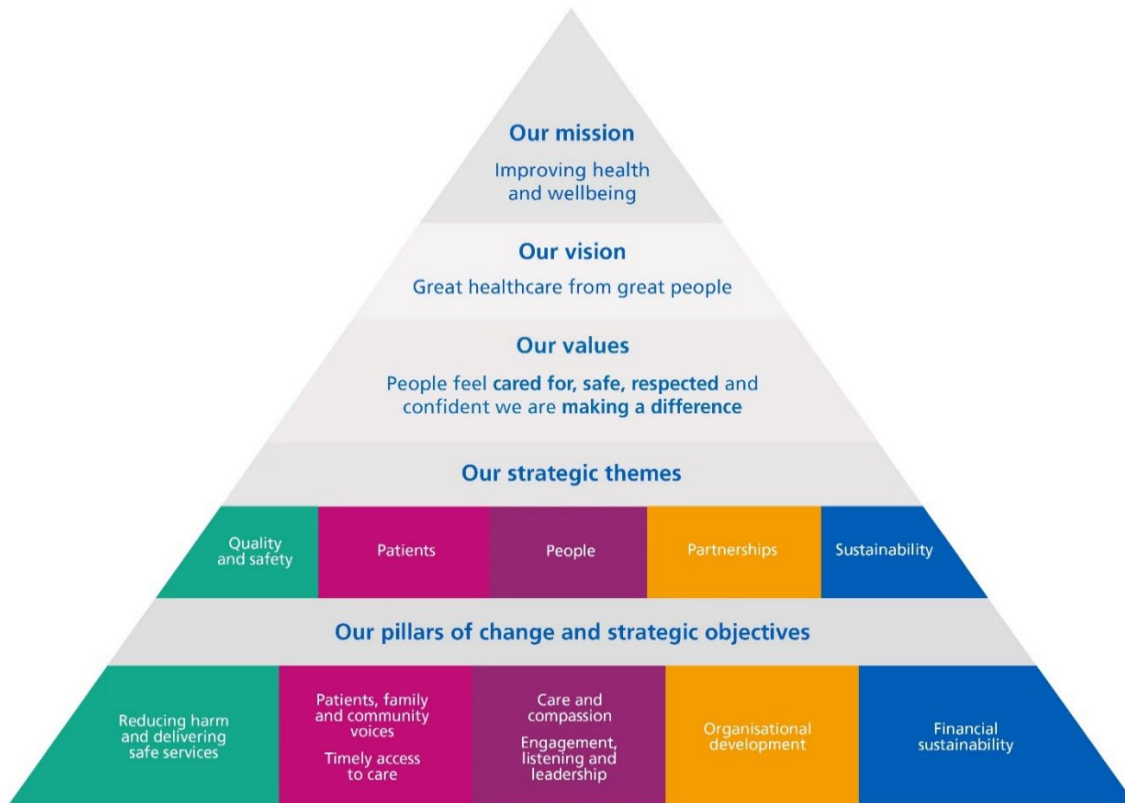 Our mission
Improving health
and wellbeing
Our vision
Great healthcare from great people
Our values
People feel cared for, safe, respected and
confident we are making a difference
Our strategic themes
Quality
and safety
Patients
People
Partnerships
Sustainability
Our pillars of change and strategic objectives
Reducing harm
and delivering
safe services
Patients, family
and community
voices
Timely access
to care
Care and
compassion
Engagement,
listening and
leadership
Organisational
development
Financial
sustainability